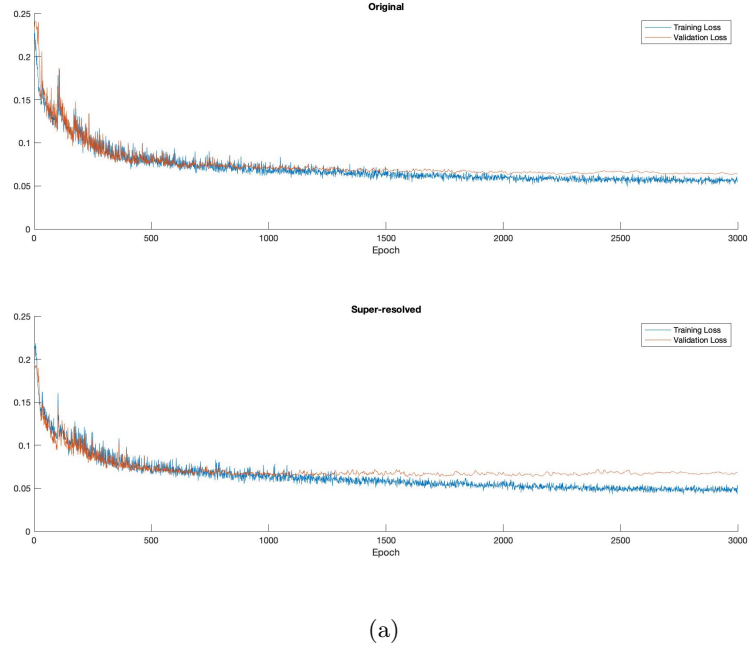 Original
0.25
0.2
0.15
0.1
0.05
0
0 500 1000 1500 2000 2500 3000
Epoch
Training Loss
Validation Loss
Super-resolved
0.25
0.2
0.15
0.1
0.05
0
0 500 1000 1500 2000 2500 3000
Epoch
Training Loss
Validation Loss
(a)